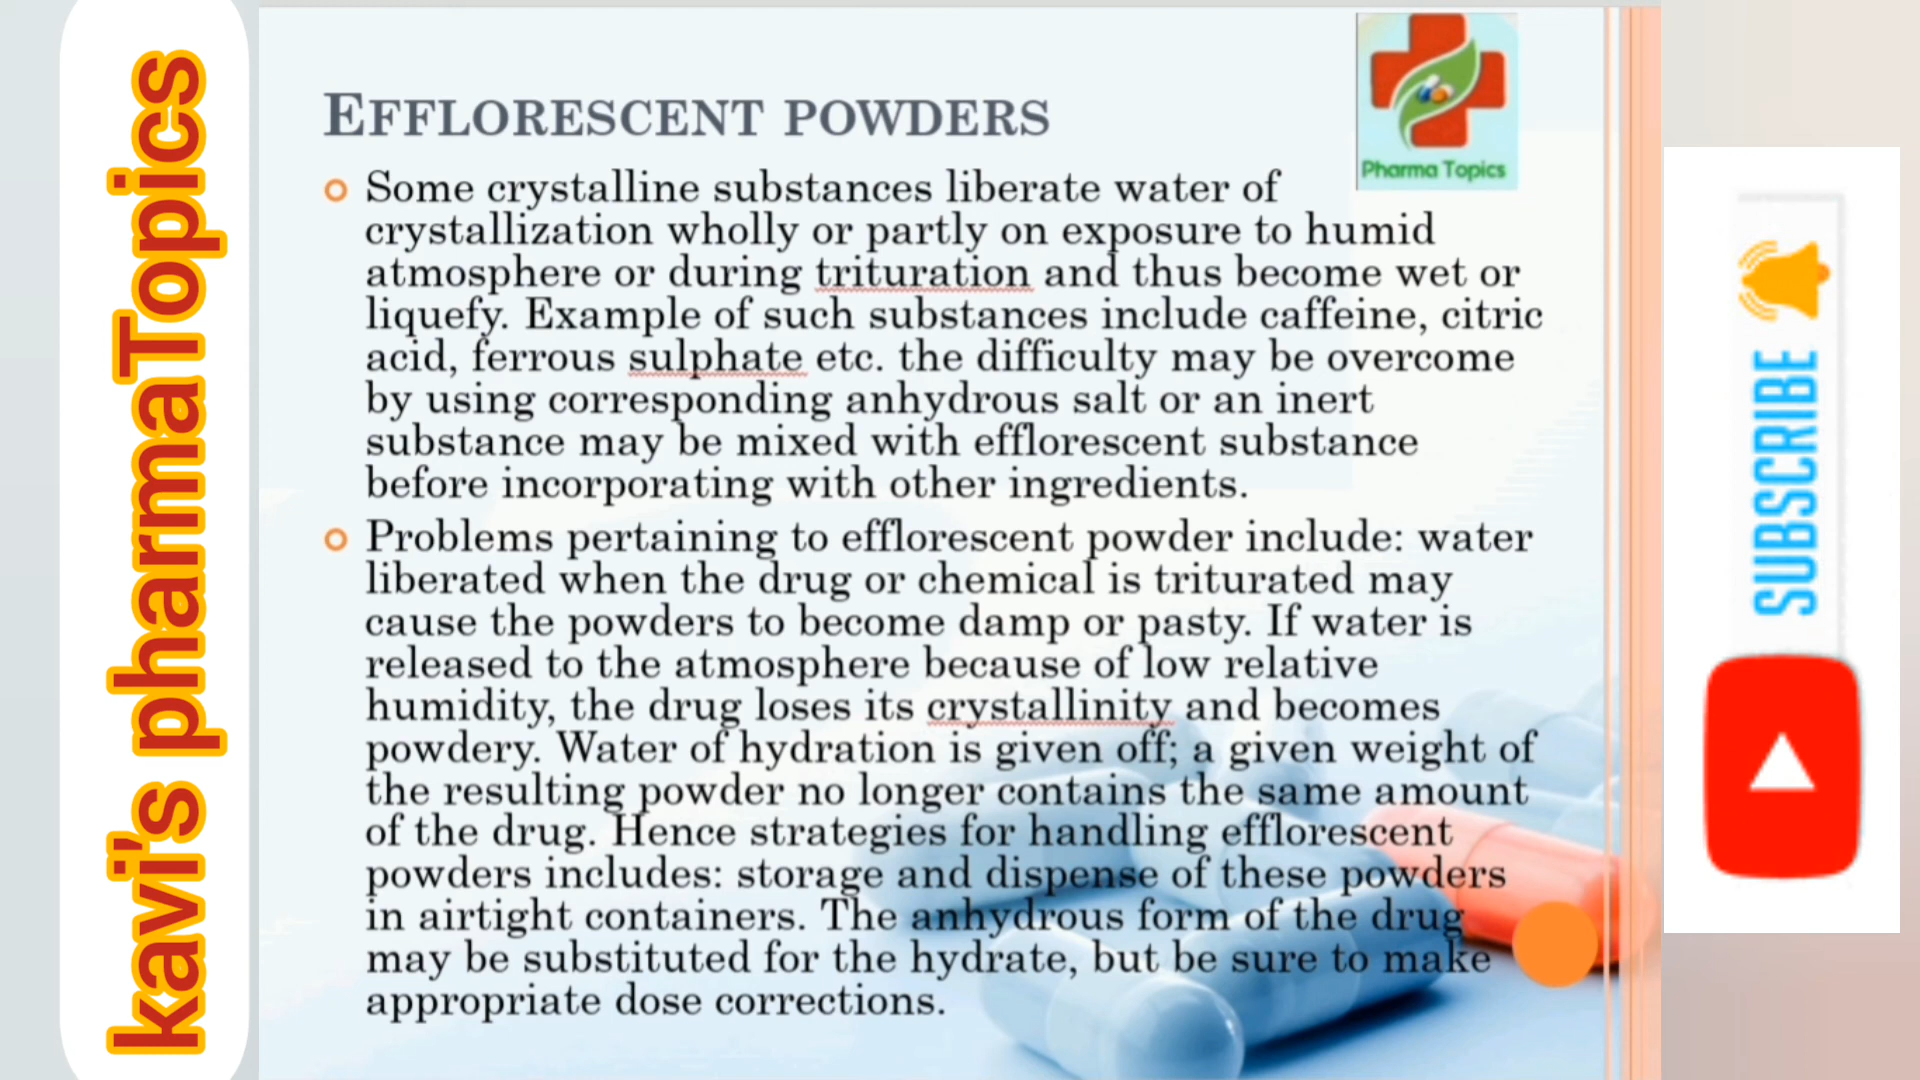 kavi's pharmaTopics
EFFLORESCENT POWDERS
Pharma Topics
Some crystalline substances liberate water of
crystallization wholly or partly on exposure to humid
atmosphere or during trituration and thus become wet or
liquefy. Example of such substances include caffeine, citric
acid, ferrous sulphate etc. the difficulty may be overcome
by using corresponding anhydrous salt or an inert
substance may be mixed with efflorescent substance
before incorporating with other ingredients.
Problems pertaining to efflorescent powder include: water
liberated when the drug or chemical is triturated may
cause the powders to become damp or pasty. If water is
released to the atmosphere because of low relative
humidity, the drug loses its crystallinity and becomes
powdery. Water of hydration is given off; a given weight of
the resulting powder no longer contains the same amount
of the drug. Hence strategies for handling efflorescent
powders includes: storage and dispense of these powders
in airtight containers. The anhydrous form of the drug
may be substituted for the hydrate, but be sure to make
appropriate dose corrections.
SUBSCRIBE